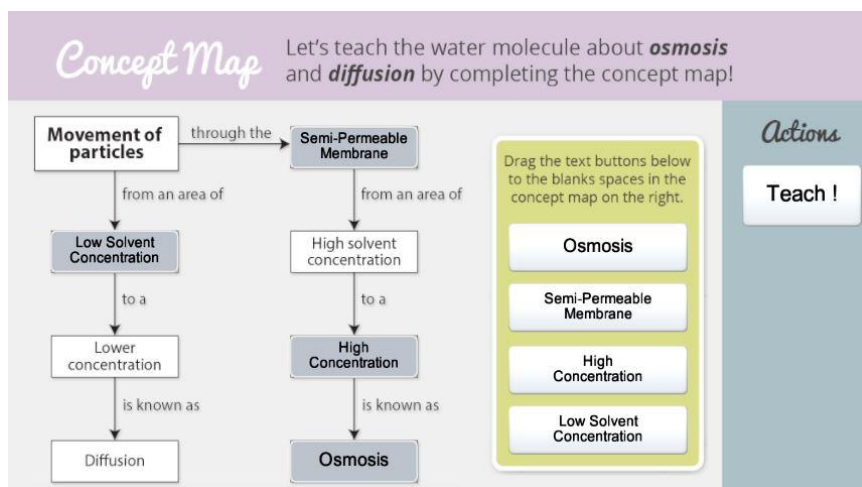 Concept Map
Let's teach the water molecule about osmosis
and diffusion by completing the concept map!
Movement of
particles
through the
Semi-Permeable
Membrane
from an area of
from an area of
Low Solvent
Concentration
High solvent
concentration
to a
to a
Lower
concentration
High
Concentration
is known as
is known as
Diffusion
Osmosis
Drag the text buttons below
to the blanks spaces in the
concept map on the right.
Osmosis
Semi-Permeable
Membrane
High
Concentration
Low Solvent
Concentration
Actions
Teach !